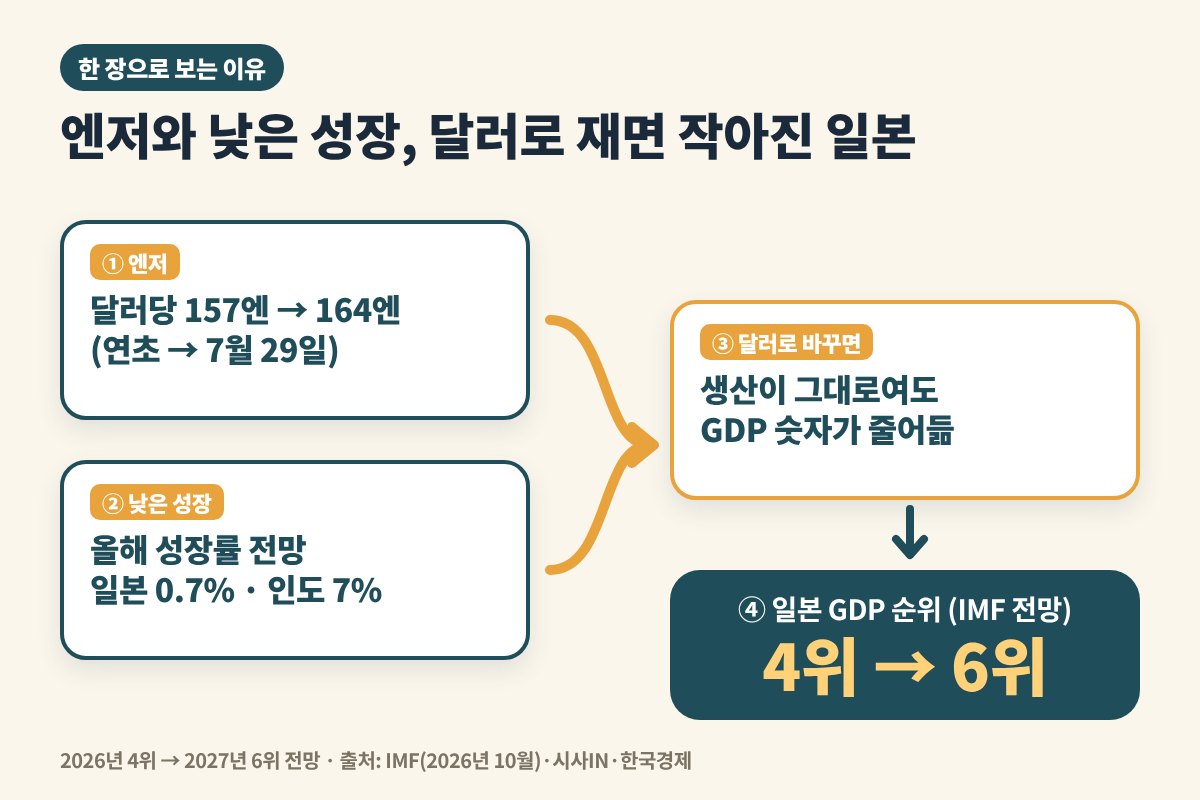 한 장으로 보는 이유
엔저와 낮은 성장, 달러로 재면 작아진 일본
① 엔저
달러당 157엔 → 164엔
(연초 → 7월 29일)
② 낮은 성장
올해 성장률 전망
일본 0.7% · 인도 7%
③ 달러로 바꾸면
생산이 그대로여도
GDP 숫자가 줄어듦
④ 일본 GDP 순위 (IMF 전망)
4위 → 6위
2026년 4위 → 2027년 6위 전망 · 출처: IMF(2026년 10월)·시사IN·한국경제